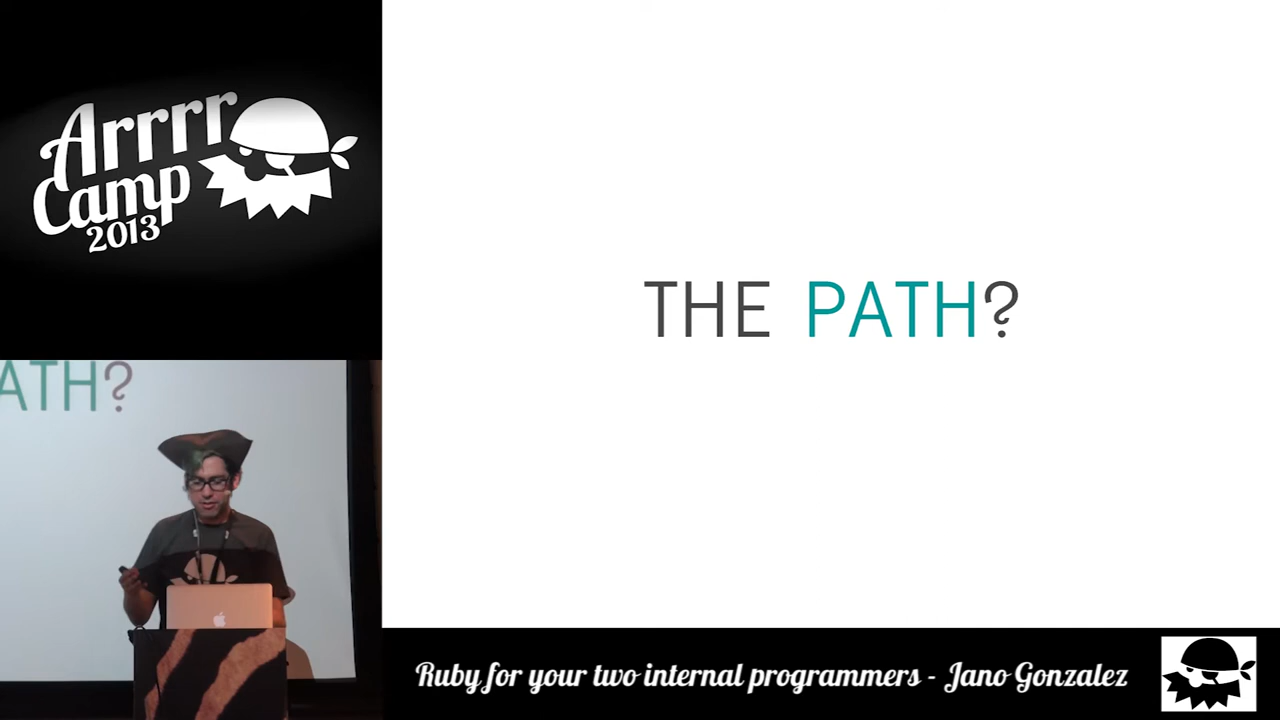 Arrrr
Camp
2013
THE PATH?
ATH?
Ruby for your two internal programmers - Jano Gonzalez